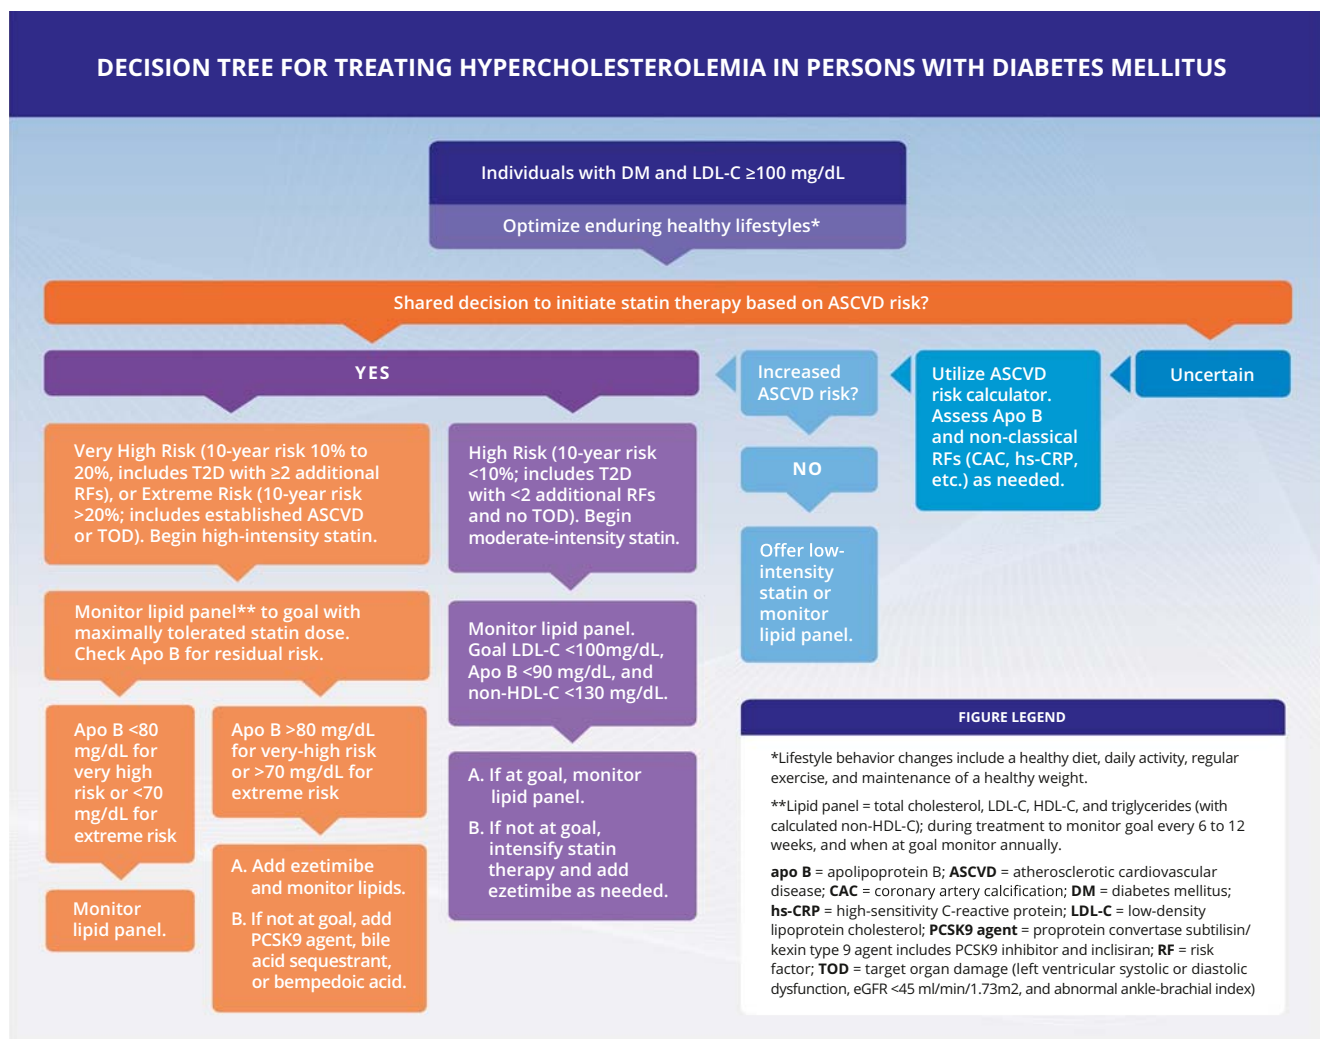 DECISION TREE FOR TREATING HYPERCHOLESTEROLEMIA IN PERSONS WITH DIABETES MELLITUS
Individuals with DM and LDL-C ≥100 mg/dL
Optimize enduring healthy lifestyles*
Shared decision to initiate statin therapy based on ASCVD risk?
YES
Very High Risk (10-year risk 10% to
20%, includes T2D with ≥2 additional
RFs), or Extreme Risk (10-year risk
>20%; includes established ASCVD
or TOD). Begin high-intensity statin.
Monitor lipid panel** to goal with
maximally tolerated statin dose.
Check Apo B for residual risk.
Apo B <80
mg/dL for
very high
risk or <70
mg/dL for
extreme risk
Monitor
lipid panel.
Apo B >80 mg/dL
for very-high risk
or >70 mg/dL for
extreme risk
A. Add ezetimibe
and monitor lipids.
B. If not at goal, add
PCSK9 agent, bile
acid sequestrant,
or bempedoic acid.
High Risk (10-year risk
<10%; includes T2D
with <2 additional RFs
and no TOD). Begin
moderate-intensity statin.
Monitor lipid panel.
Goal LDL-C <100mg/dL,
Apo B <90 mg/dL, and
non-HDL-C <130 mg/dL.
A. If at goal, monitor
lipid panel.
B. If not at goal,
intensify statin
therapy and add
ezetimibe as needed.
Increased
ASCVD risk?
NO
Offer low-
intensity
statin or
monitor
lipid panel.
Utilize ASCVD
risk calculator.
Assess Apo B
and non-classical
RFs (CAC, hs-CRP,
etc.) as needed.
Uncertain
FIGURE LEGEND
*Lifestyle behavior changes include a healthy diet, daily activity, regular
exercise, and maintenance of a healthy weight.
**Lipid panel = total cholesterol, LDL-C, HDL-C, and triglycerides (with
calculated non-HDL-C); during treatment to monitor goal every 6 to 12
weeks, and when at goal monitor annually.
apo B = apolipoprotein B; ASCVD = atherosclerotic cardiovascular
disease; CAC = coronary artery calcification; DM = diabetes mellitus;
hs-CRP = high-sensitivity C-reactive protein; LDL-C = low-density
lipoprotein cholesterol; PCSK9 agent = proprotein convertase subtilisin/
kexin type 9 agent includes PCSK9 inhibitor and inclisiran; RF = risk
factor; TOD = target organ damage (left ventricular systolic or diastolic
dysfunction, eGFR <45 ml/min/1.73m2, and abnormal ankle-brachial index)